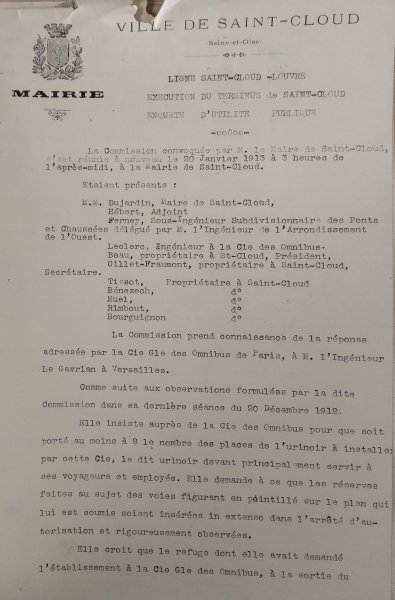 VILLE DE SAINT-CLOUD
Seine-et-Oise
MAIRIE
LIGNE SAINT-CLOUD -LOUVRE
EXECUTION DU TERMINUS de SAINT-CLOUD
ENQUETE D'UTILITE PUBLIQUE
-oo0oo-
La Commission convoquée par M. le Maire de Saint-Cloud,
s'est réunie à nouveau le 20 Janvier 1913 à 3 heures de
l'après-midi, à la Mairie de Saint-Cloud.
Etaient présents :
M.M. Dujardin, Maire de Saint-Cloud,
Hébert, Adjoint
Ferney, Sous-Ingénieur Subdivisionnaire des Ponts
et Chaussées délégué par M. l'Ingénieur de l'Arrondissement
de l'Ouest.
Leclerc, Ingénieur à la Cie des Omnibus.
Beau, propriétaire à St-Cloud, Président,
Gillet-Fraumont, propriétaire à Saint-Cloud,
Secrétaire.
Tissot, Propriétaire à Saint-Cloud
Bénezech, d°
Huel, d°
Rimbout, d°
Bourguignon d°
La Commission prend connaissance de la réponse
adressée par la Cie Gle des Omnibus de Paris, à M. l'Ingénieur
Le Gavrian à Versailles.
Comme suite aux observations formulées par la dite
Commission dans sa dernière séance du 20 Décembre 1912.
Elle insiste auprès de la Cie des Omnibus pour que soit
porté au moins à 8 le nombre des places de l'urinoir à installer
par cette Cie, le dit urinoir devant principalement servir à
ses voyageurs et employés. Elle demande à ce que les réserves
faites au sujet des voies figurant en pointillé sur le plan qui
lui est soumis soient insérées in extenso dans l'arrêté d'au-
torisation et rigoureusement observées.
Elle croit que le refuge dont elle avait demandé
l'établissement à la Cie Gle des Omnibus, à la sortie du